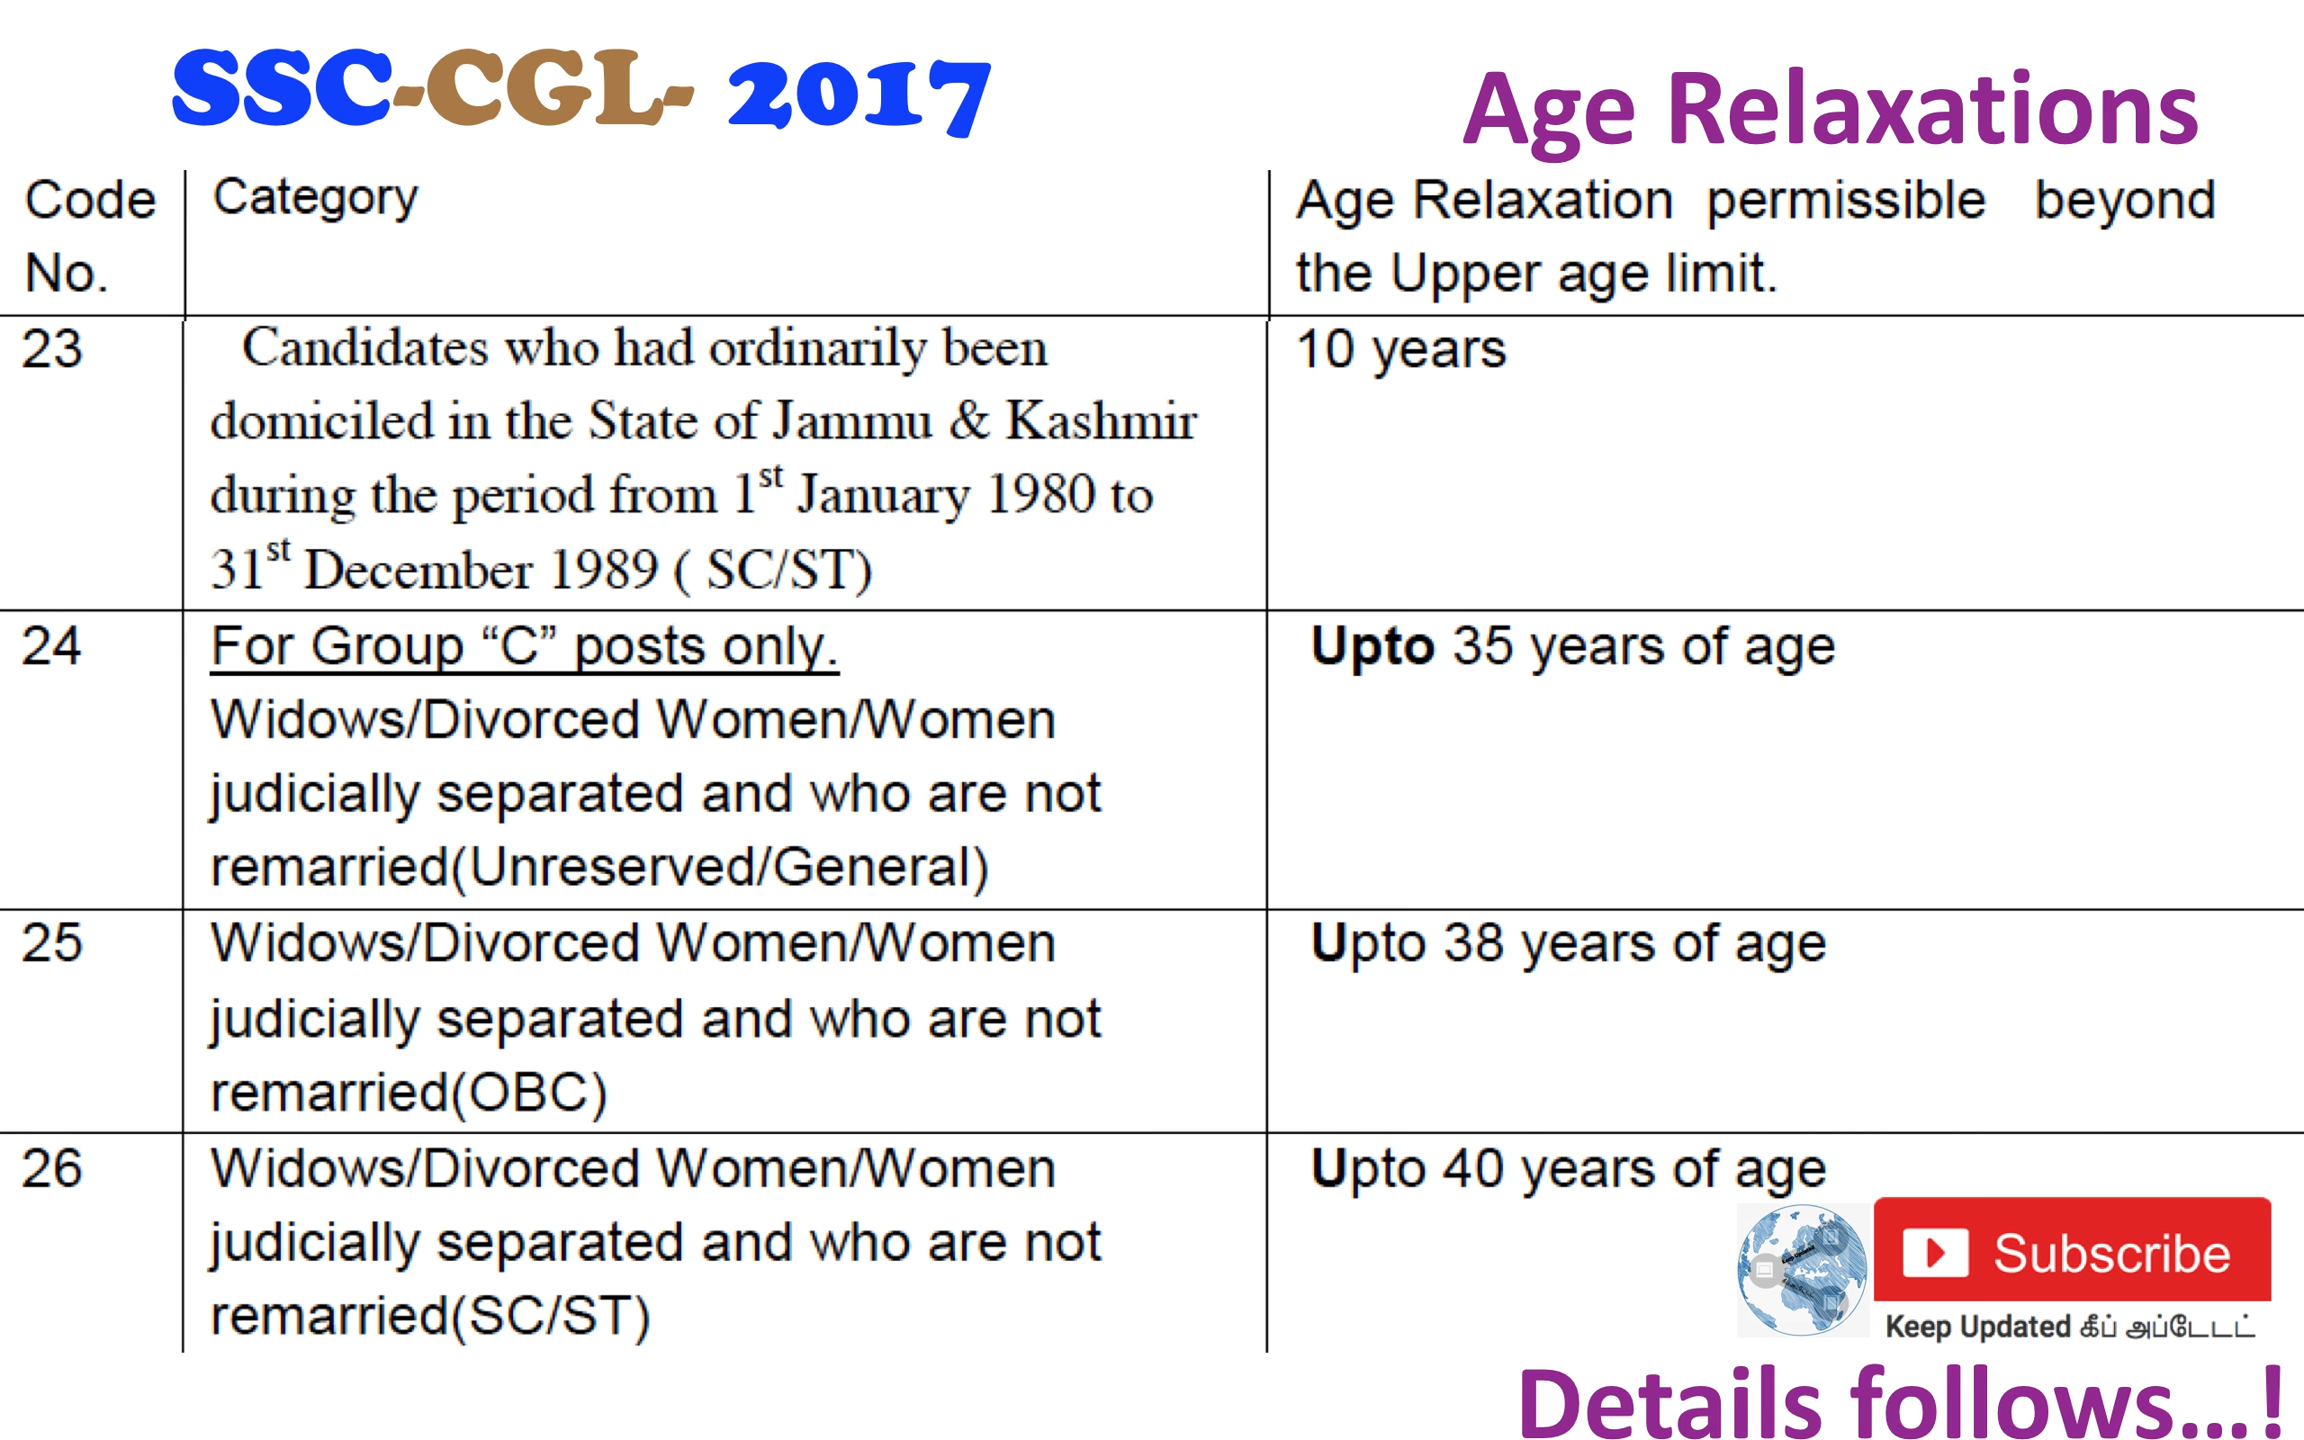 SSC-CGL- 2017
Age Relaxations
Code No.
Category
Age Relaxation permissible beyond
the Upper age limit.
23
Candidates who had ordinarily been
domiciled in the State of Jammu & Kashmir
during the period from 1st January 1980 to
31st December 1989 ( SC/ST)
10 years
24
For Group “C” posts only.
Widows/Divorced Women/Women
judicially separated and who are not
remarried(Unreserved/General)
Upto 35 years of age
25
Widows/Divorced Women/Women
judicially separated and who are not
remarried(OBC)
Upto 38 years of age
26
Widows/Divorced Women/Women
judicially separated and who are not
remarried(SC/ST)
Upto 40 years of age
Subscribe
Keep Updated கீப் அப்டேடட்
Details follows...!